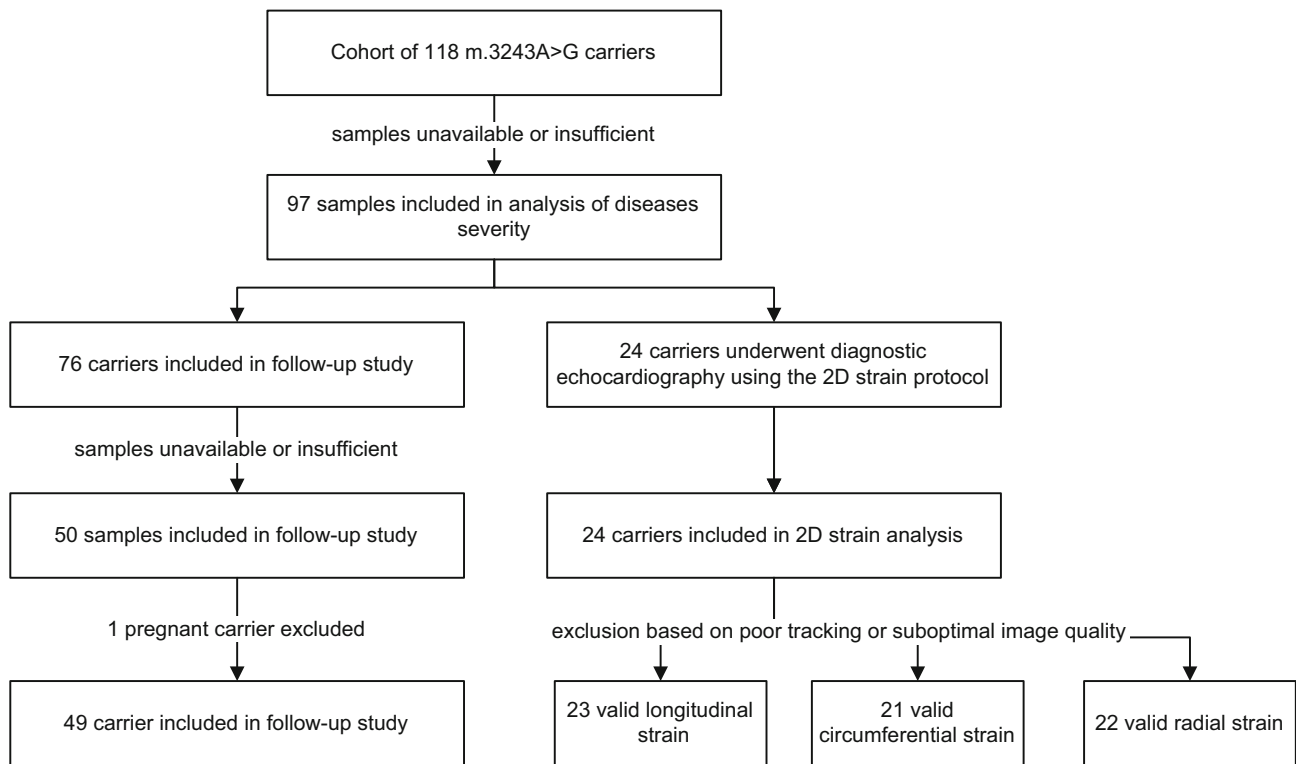 Cohort of 118 m.3243A>G carriers
samples unavailable or insufficient
97 samples included in analysis of diseases
severity
76 carriers included in follow-up study
24 carriers underwent diagnostic
echocardiography using the 2D strain protocol
samples unavailable or insufficient
50 samples included in follow-up study
24 carriers included in 2D strain analysis
1 pregnant carrier excluded
exclusion based on poor tracking or suboptimal image quality
49 carrier included in follow-up study
23 valid longitudinal
strain
21 valid
circumferential strain
22 valid radial strain